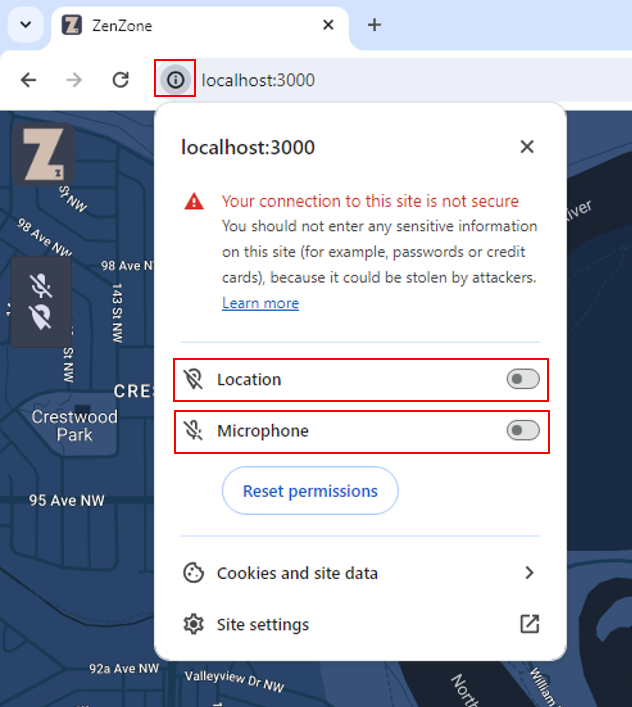 ZenZone
localhost:3000
localhost:3000
Your connection to this site is not secure
You should not enter any sensitive information
on this site (for example, passwords or credit
cards), because it could be stolen by attackers.
Learn more
Location
Microphone
Reset permissions
Cookies and site data
Site settings
Z
z
St NW
98 Ave NW
98 Ave N
143 St NW
St NW
CRES
Crestwood
Park
95 Ave NW
92a Ave NW
Valleyview Dr NW
River
North
William